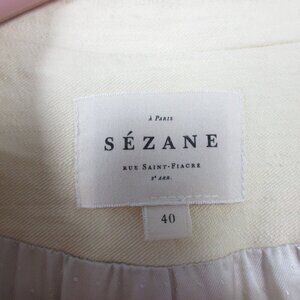 à Paris
SÉZANE
rue Saint-Fiacre
2e arr.
40